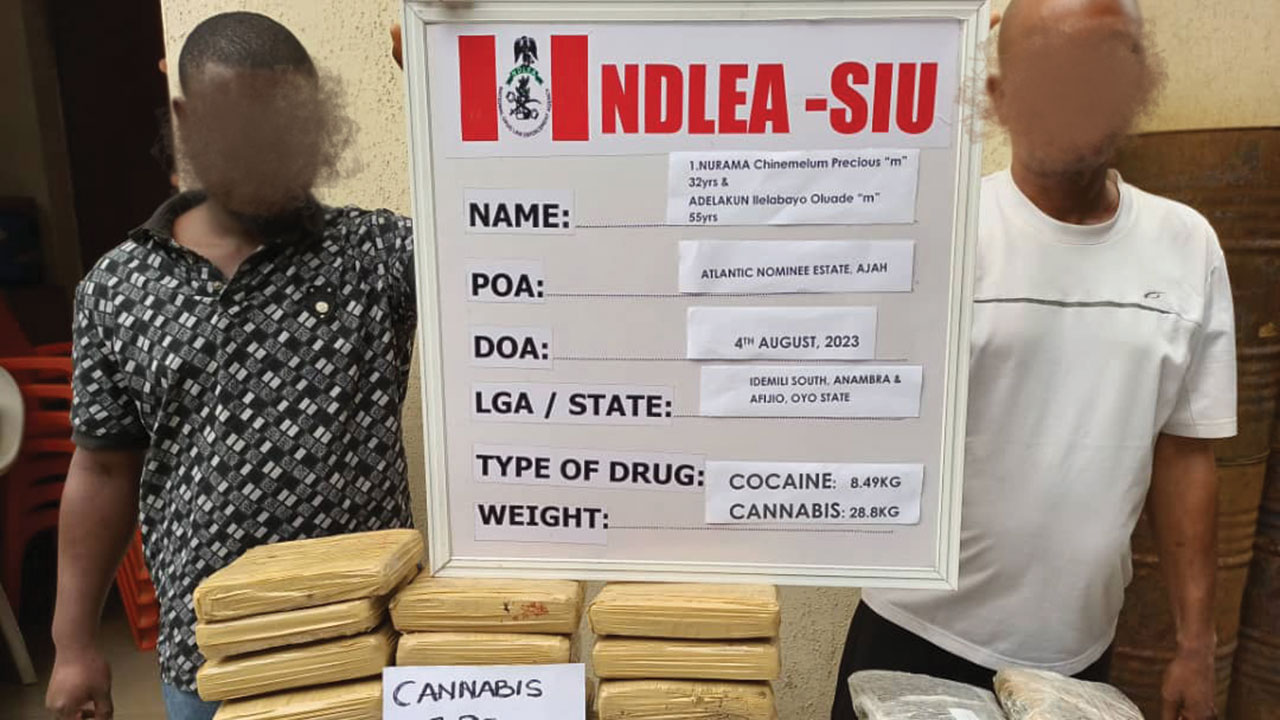 NDLEA -SIU
NDLEA
NAME:
1.NURAMA Chinemelum Precious "m"
32yrs &
ADELAKUN Ilelabayo Oluade "m"
55yrs
POA:
ATLANTIC NOMINEE ESTATE, AJAH
DOA:
4TH AUGUST, 2023
LGA / STATE:
IDEMILI SOUTH, ANAMBRA &
AFIJIO, OYO STATE
TYPE OF DRUG:
COCAINE: 8.49KG
WEIGHT:
CANNABIS: 28.8KG
CANNABIS